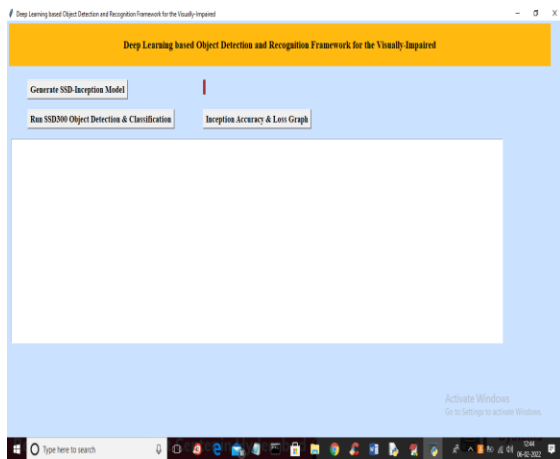 Deep Learning based Object Detection and Recognition Framework for the Visually-Impaired
Deep Learning based Object Detection and Recognition Framework for the Visually-Impaired
Generate SSD-Inception Model
Run SSD300 Object Detection & Classification
Inception Accuracy & Loss Graph
Activate Windows
Go to Settings to activate Windows.
Type here to search
12:44
06-02-2022